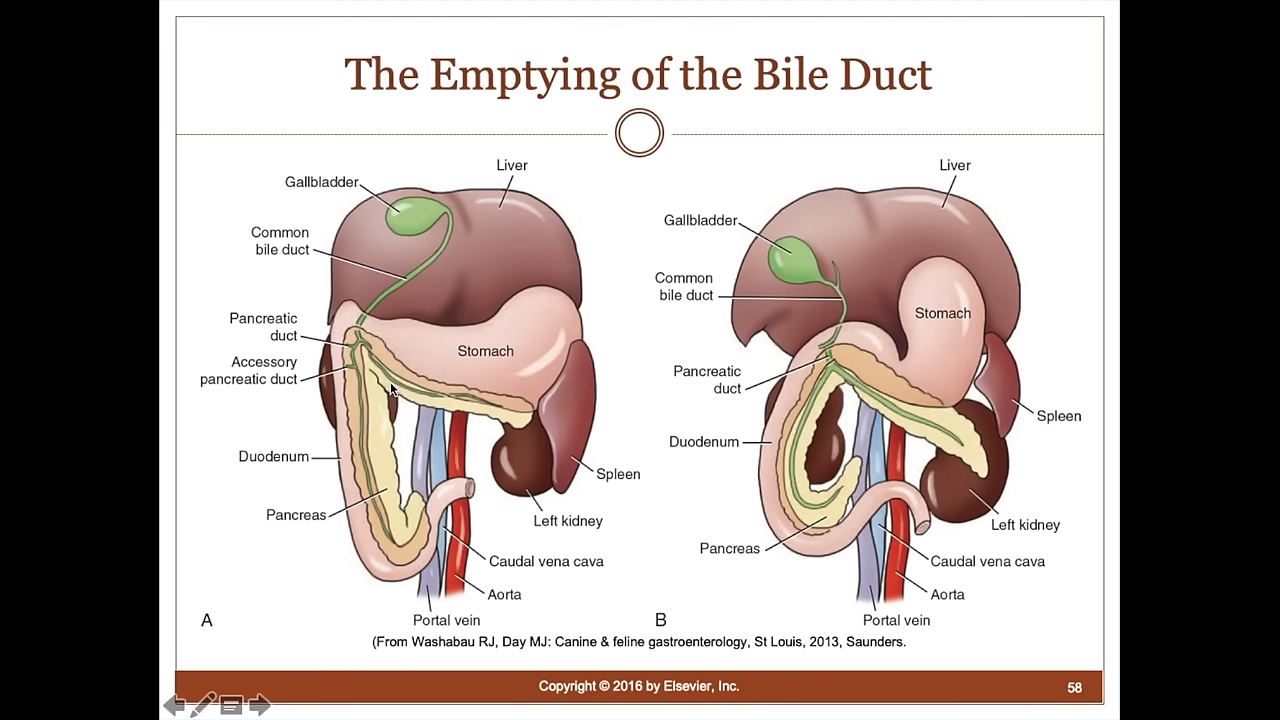 The Emptying of the Bile Duct
Liver
Gallbladder
Common
bile duct
Pancreatic
duct
Accessory
pancreatic duct
Stomach
Duodenum
Spleen
Pancreas
Left kidney
Caudal vena cava
Aorta
Portal vein
A
Liver
Gallbladder
Common
bile duct
Stomach
Pancreatic
duct
Spleen
Duodenum
Left kidney
Pancreas
Caudal vena cava
Aorta
Portal vein
B
(From Washabau RJ, Day MJ: Canine & feline gastroenterology, St Louis, 2013, Saunders.
Copyright © 2016 by Elsevier, Inc.
58